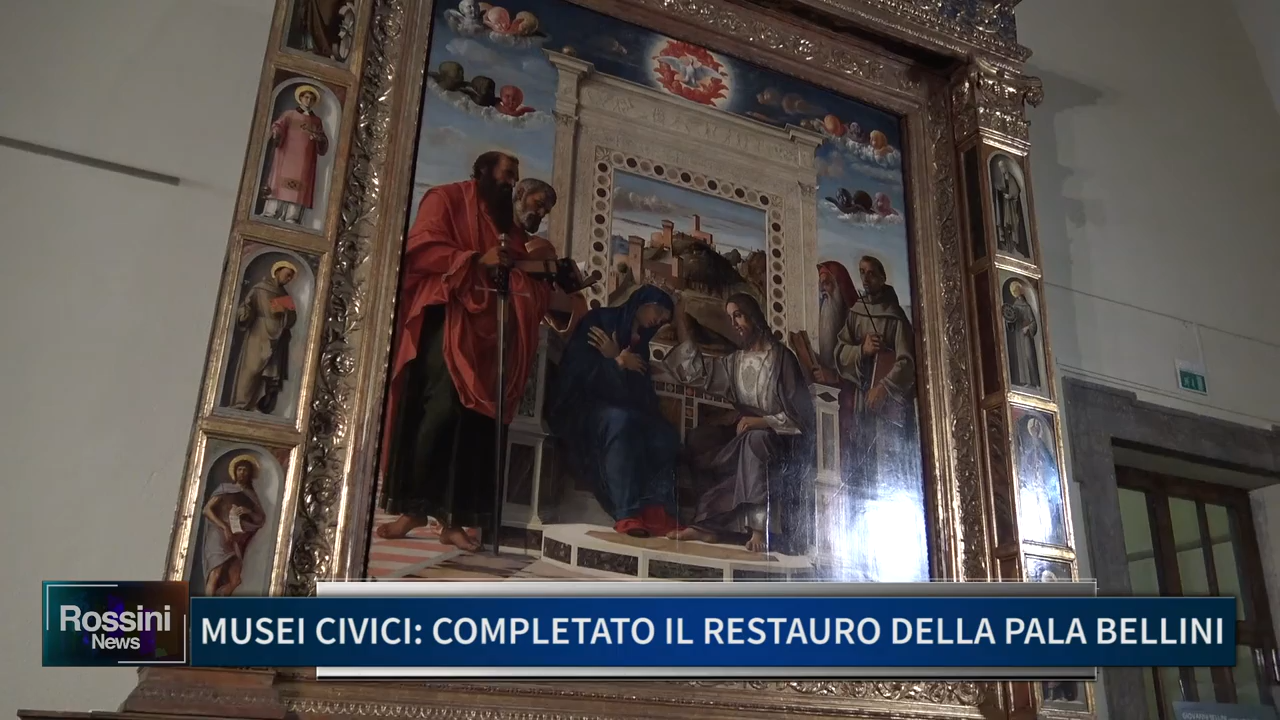 Rossini
News
MUSEI CIVICI: COMPLETATO IL RESTAURO DELLA PALA BELLINI